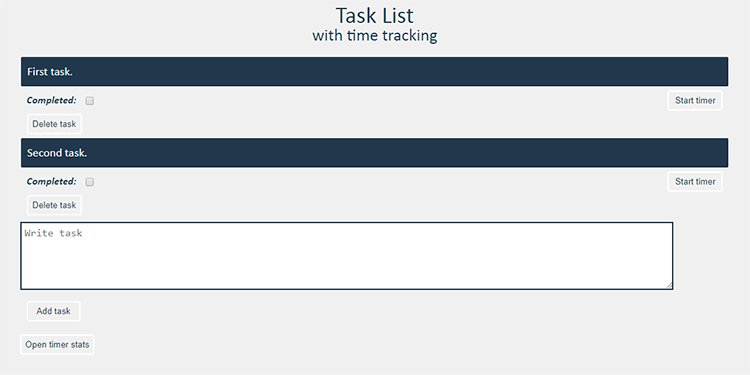 Task List
with time tracking
First task.
Completed:
Start timer
Delete task
Second task.
Completed:
Start timer
Delete task
Write task
Add task
Open timer stats